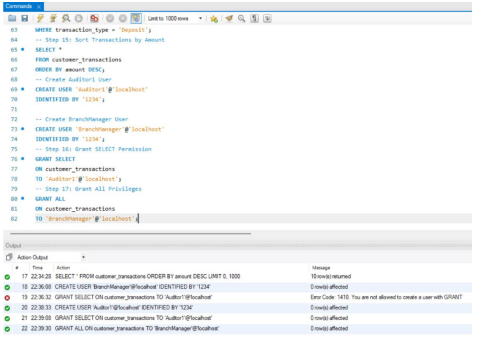 Commands
Limit to 1000 rows
63 WHERE transaction_type = 'Deposit';
64 -- Step 15: Sort Transactions by Amount
65 SELECT *
66 FROM customer_transactions
67 ORDER BY amount DESC;
68 -- Create Auditor1 User
69 CREATE USER 'Auditor1'@'localhost'
70 IDENTIFIED BY '1234';
71
72 -- Create BranchManager User
73 CREATE USER 'BranchManager'@'localhost'
74 IDENTIFIED BY '1234';
75 -- Step 16: Grant SELECT Permission
76 GRANT SELECT
77 ON customer_transactions
78 TO 'Auditor1'@'localhost';
79 -- Step 17: Grant All Privileges
80 GRANT ALL
81 ON customer_transactions
82 TO 'BranchManager'@'localhost';
Output
Action Output
# Time Action Message
17 22:34:28 SELECT * FROM customer_transactions ORDER BY amount DESC LIMIT 0, 1000 10 row(s) returned
18 22:36:08 CREATE USER 'BranchManager'@'localhost' IDENTIFIED BY '1234' 0 row(s) affected
19 22:36:32 GRANT SELECT ON customer_transactions TO 'Auditor1'@'localhost' Error Code: 1410. You are not allowed to create a user with GRANT
20 22:38:33 CREATE USER 'Auditor1'@'localhost' IDENTIFIED BY '1234' 0 row(s) affected
21 22:39:08 GRANT SELECT ON customer_transactions TO 'Auditor1'@'localhost' 0 row(s) affected
22 22:39:30 GRANT ALL ON customer_transactions TO 'BranchManager'@'localhost' 0 row(s) affected